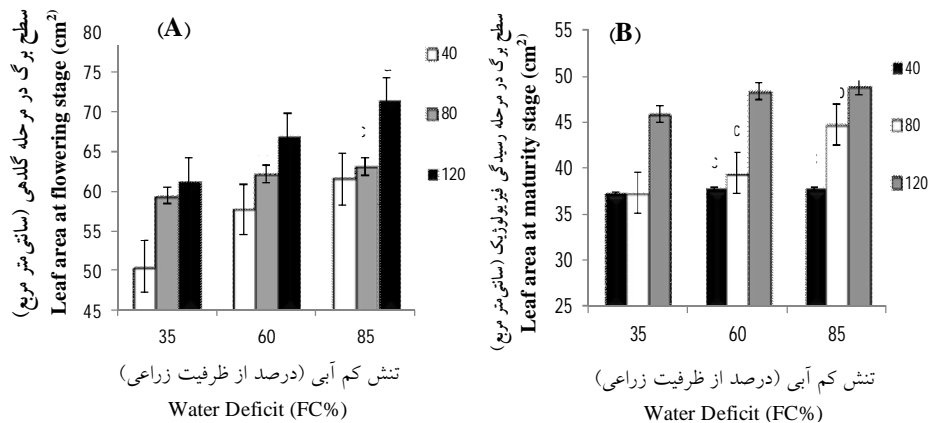 (A)
سطح برگ در مرحله گلدهی (سانتی متر مربع)
Leaf area at flowering stage (cm²)
80
75
70
65
60
55
50
45
40
80
120
c
35
60
85
تنش کم آبی (درصد از ظرفیت زراعی)
Water Deficit (FC%)
(B)
سطح برگ در مرحله رسیدگی فیزیولوژیک (سانتی متر مربع)
Leaf area at maturity stage (cm²)
50
45
40
35
30
25
40
80
120
c
c
35
60
85
تنش کم آبی (درصد از ظرفیت زراعی)
Water Deficit (FC%)